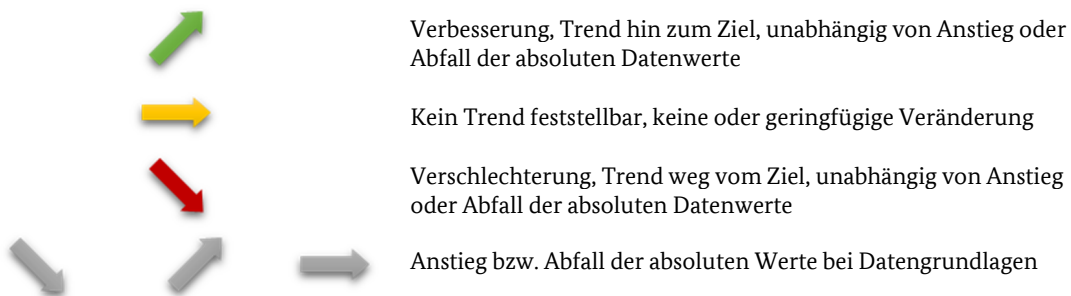 Verbesserung, Trend hin zum Ziel, unabhängig von Anstieg oder
Abfall der absoluten Datenwerte
Kein Trend feststellbar, keine oder geringfügige Veränderung
Verschlechterung, Trend weg vom Ziel, unabhängig von Anstieg
oder Abfall der absoluten Datenwerte
Anstieg bzw. Abfall der absoluten Werte bei Datengrundlagen